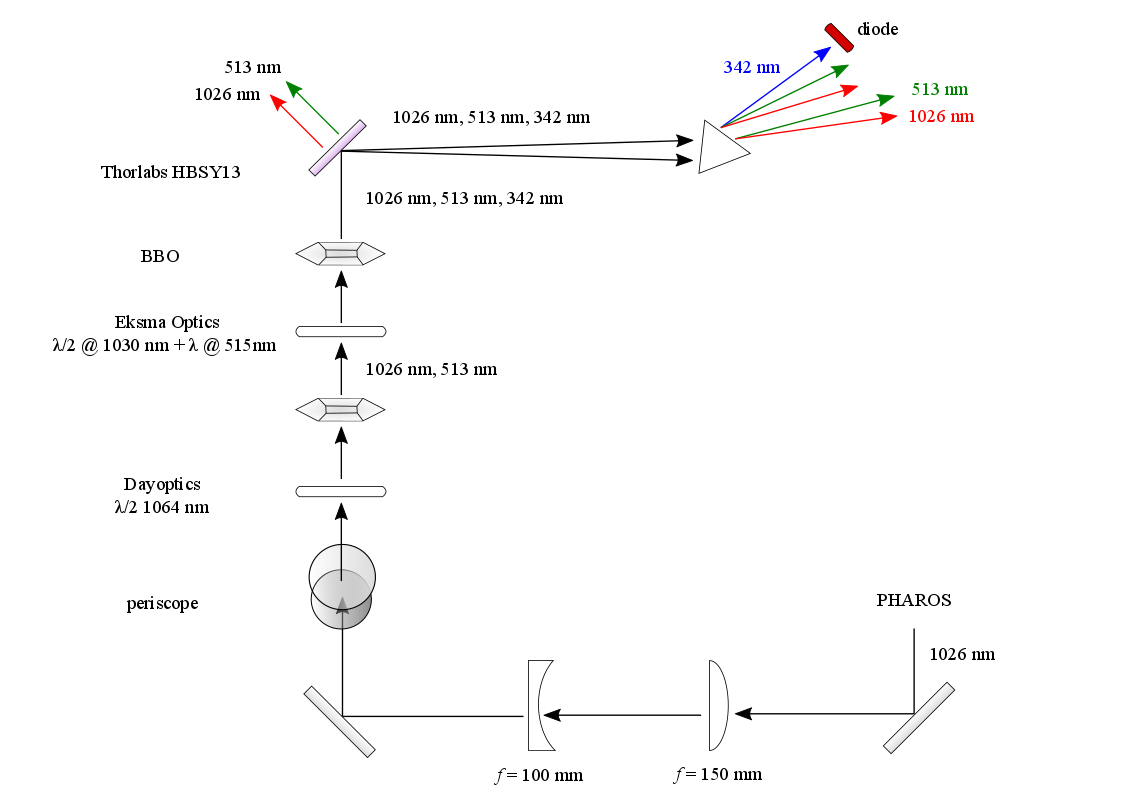 diode
342 nm
513 nm
1026 nm
513 nm
1026 nm
1026 nm, 513 nm, 342 nm
Thorlabs HBSY13
1026 nm, 513 nm, 342 nm
BBO
Eksma Optics
λ/2 @ 1030 nm + λ @ 515nm
1026 nm, 513 nm
Dayoptics
λ/2 1064 nm
periscope
PHAROS
1026 nm
f = 100 mm
f = 150 mm